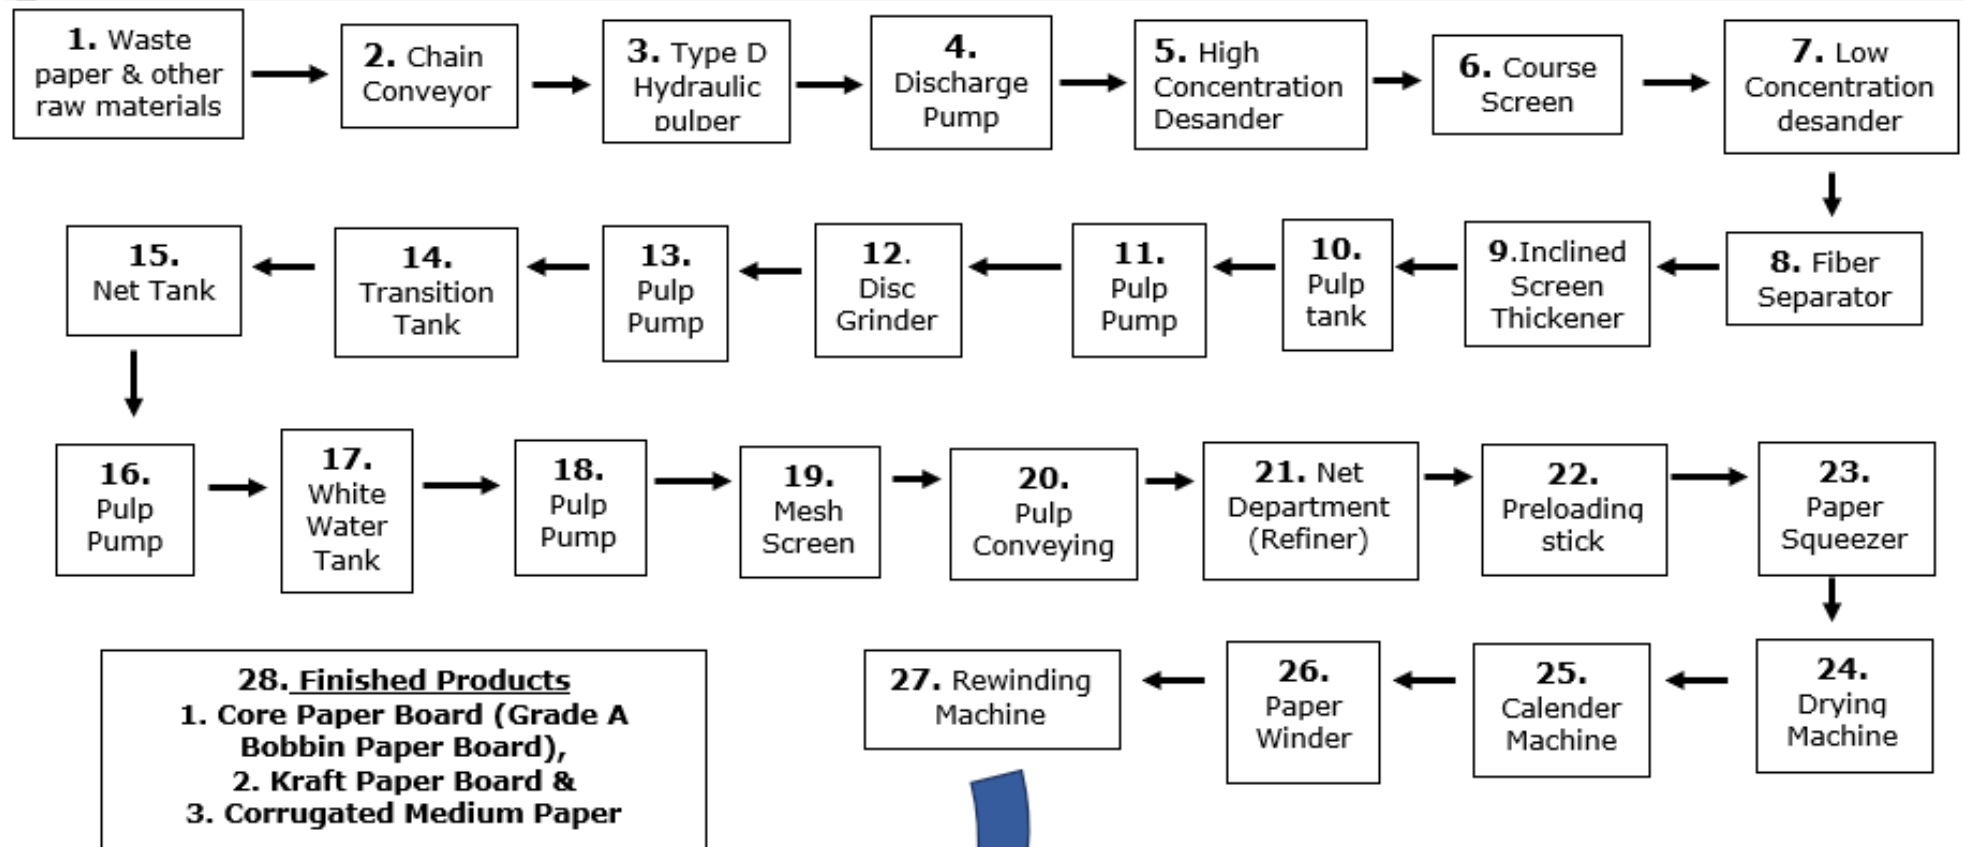 1. Waste
paper & other
raw materials
2. Chain
Conveyor
3. Type D
Hydraulic
pulper
4.
Discharge
Pump
5. High
Concentration
Desander
6. Course
Screen
7. Low
Concentration
desander
8. Fiber
Separator
9.Inclined
Screen
Thickener
10.
Pulp
tank
11.
Pulp
Pump
12.
Disc
Grinder
13.
Pulp
Pump
14.
Transition
Tank
15.
Net Tank
16.
Pulp
Pump
17.
White
Water
Tank
18.
Pulp
Pump
19.
Mesh
Screen
20.
Pulp
Conveying
21. Net
Department
(Refiner)
22.
Preloading
stick
23.
Paper
Squeezer
24.
Drying
Machine
25.
Calender
Machine
26.
Paper
Winder
27. Rewinding
Machine
28. Finished Products
1. Core Paper Board (Grade A
Bobbin Paper Board),
2. Kraft Paper Board &
3. Corrugated Medium Paper